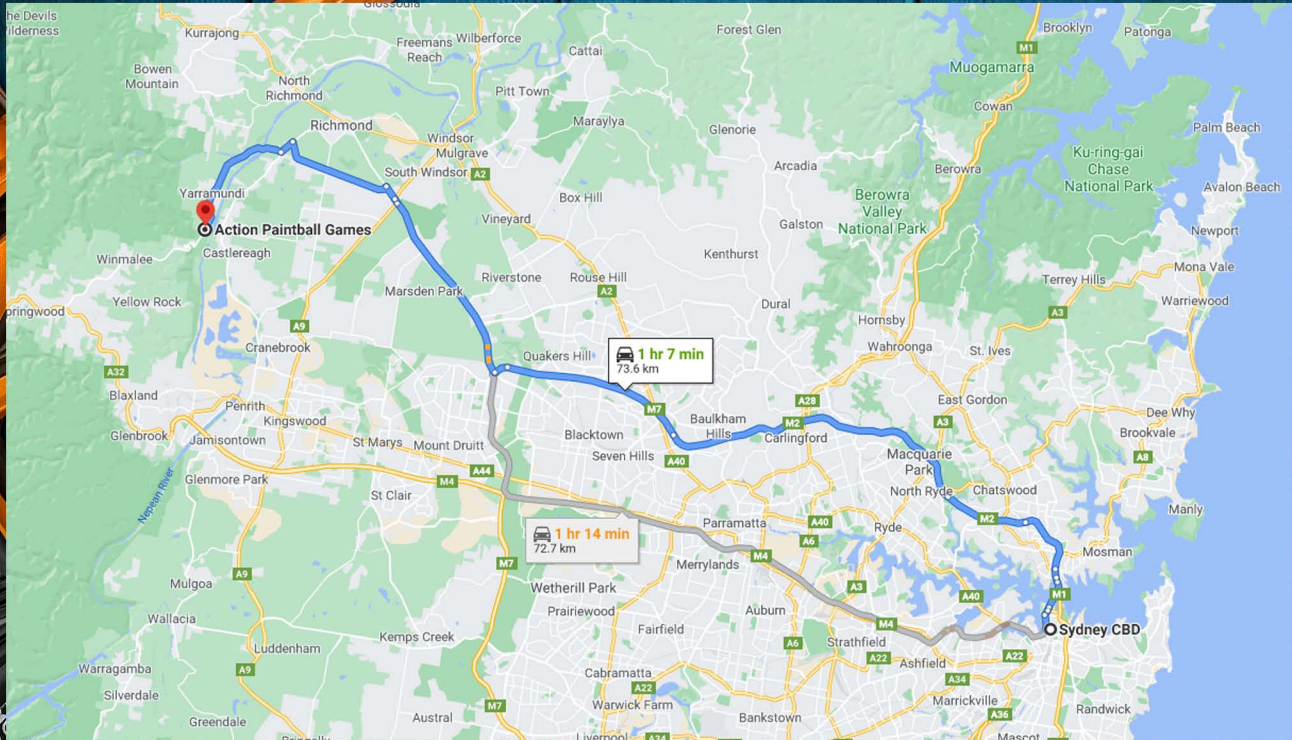 Glossodia
Brooklyn
Patonga
Kurrajong
Freemans
Reach
Wilberforce
Forest Glen
M1
Cattai
Muogamarra
Bowen
Mountain
North
Richmond
Pitt Town
Cowan
Richmond
Maraylya
Glenorie
Palm Beach
Windsor
Mulgrave
Arcadia
Berowra
Ku-ring-gai
Chase
National Park
South Windsor
A2
Yarramundi
Box Hill
Berowra
Valley
National Park
Avalon Beach
Vineyard
Galston
Newport
Action Paintball Games
Castlereagh
Winmalee
Kenthurst
Mona Vale
Riverstone
Rouse Hill
Terrey Hills
Marsden Park
A2
Yellow Rock
Dural
Warriewood
A3
A9
Hornsby
Cranebrook
Quakers Hill
1 hr 7 min
73.6 km
Wahroonga
St. Ives
A32
Blaxland
Penrith
Kingswood
M7
A28
East Gordon
Baulkham
Hills
M2
A3
Dee Why
Glenbrook
Jamisontown
St Marys
Mount Druitt
Blacktown
Carlingford
Brookvale
Seven Hills
A40
Macquarie
Park
A8
A44
Glenmore Park
M4
St Clair
North Ryde
Chatswood
Nepean River
Manly
M2
Parramatta
A40
Ryde
1 hr 14 min
72.7 km
A6
Mosman
M4
Merrylands
M7
A9
Mulgoa
Wetherill Park
A3
M1
A40
Prairiewood
Auburn
Wallacia
M4
Sydney CBD
Kemps Creek
Fairfield
A6
Strathfield
Luddenham
A22
Ashfield
A22
Warragamba
A9
Cabramatta
A34
Silverdale
A22
Warwick Farm
Marrickville
M7
Randwick
Greendale
Austral
Bankstown
A36
Liverpool
A34
Mascot